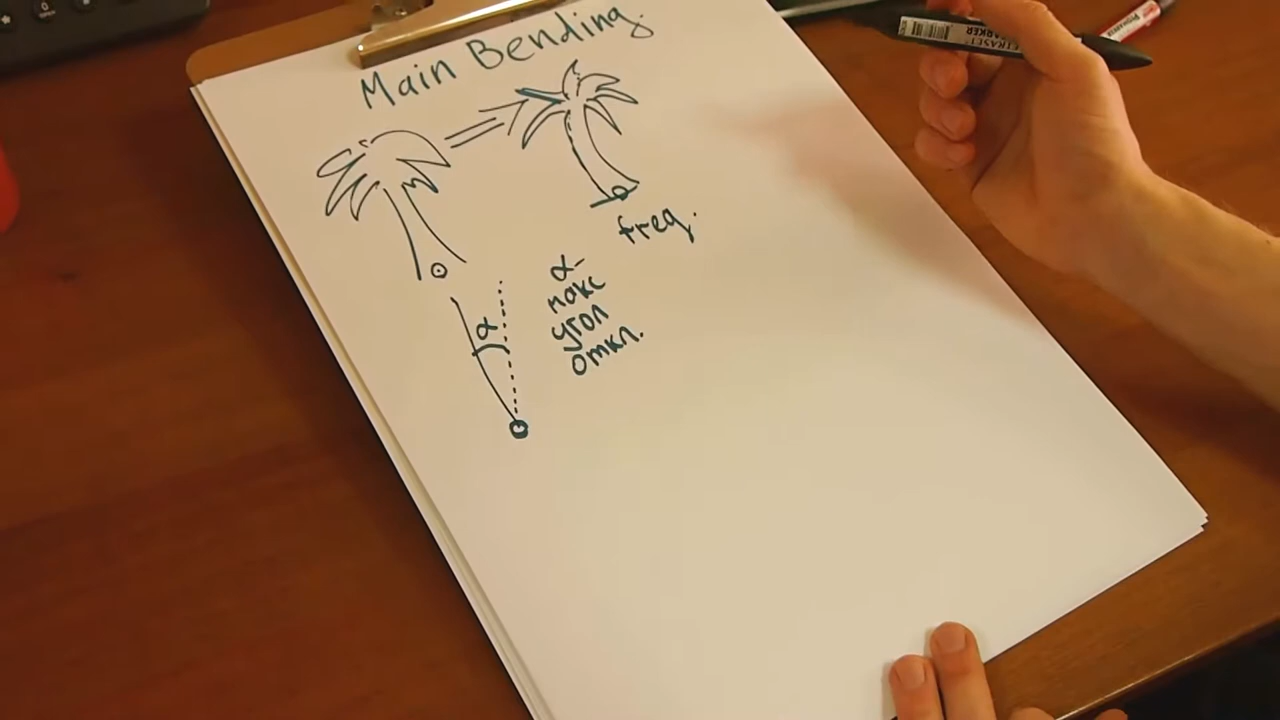 Main Bending.
freq.
α
α-
макс
угол
откл.